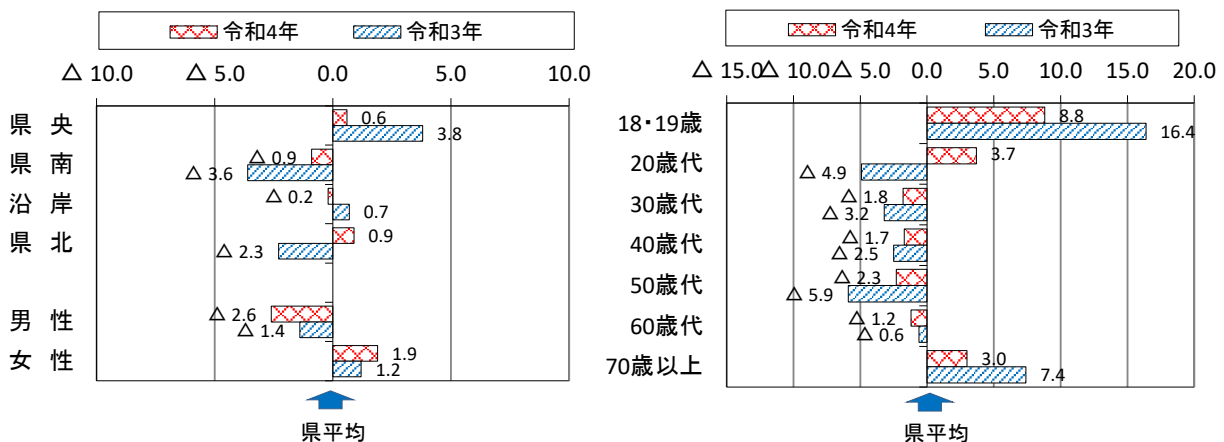 令和4年 令和3年
△ 10.0 △ 5.0 0.0 5.0 10.0
県 央 0.6
3.8
県 南 △ 0.9
△ 3.6
沿 岸 △ 0.2
0.7
県 北 0.9
△ 2.3
男 性 △ 2.6
△ 1.4
女 性 1.9
1.2
県平均
令和4年 令和3年
△ 15.0 △ 10.0 △ 5.0 0.0 5.0 10.0 15.0 20.0
18・19歳 8.8
16.4
20歳代 3.7
△ 4.9
30歳代 △ 1.8
△ 3.2
40歳代 △ 1.7
△ 2.5
50歳代 △ 2.3
△ 5.9
60歳代 △ 1.2
△ 0.6
70歳以上 3.0
7.4
県平均